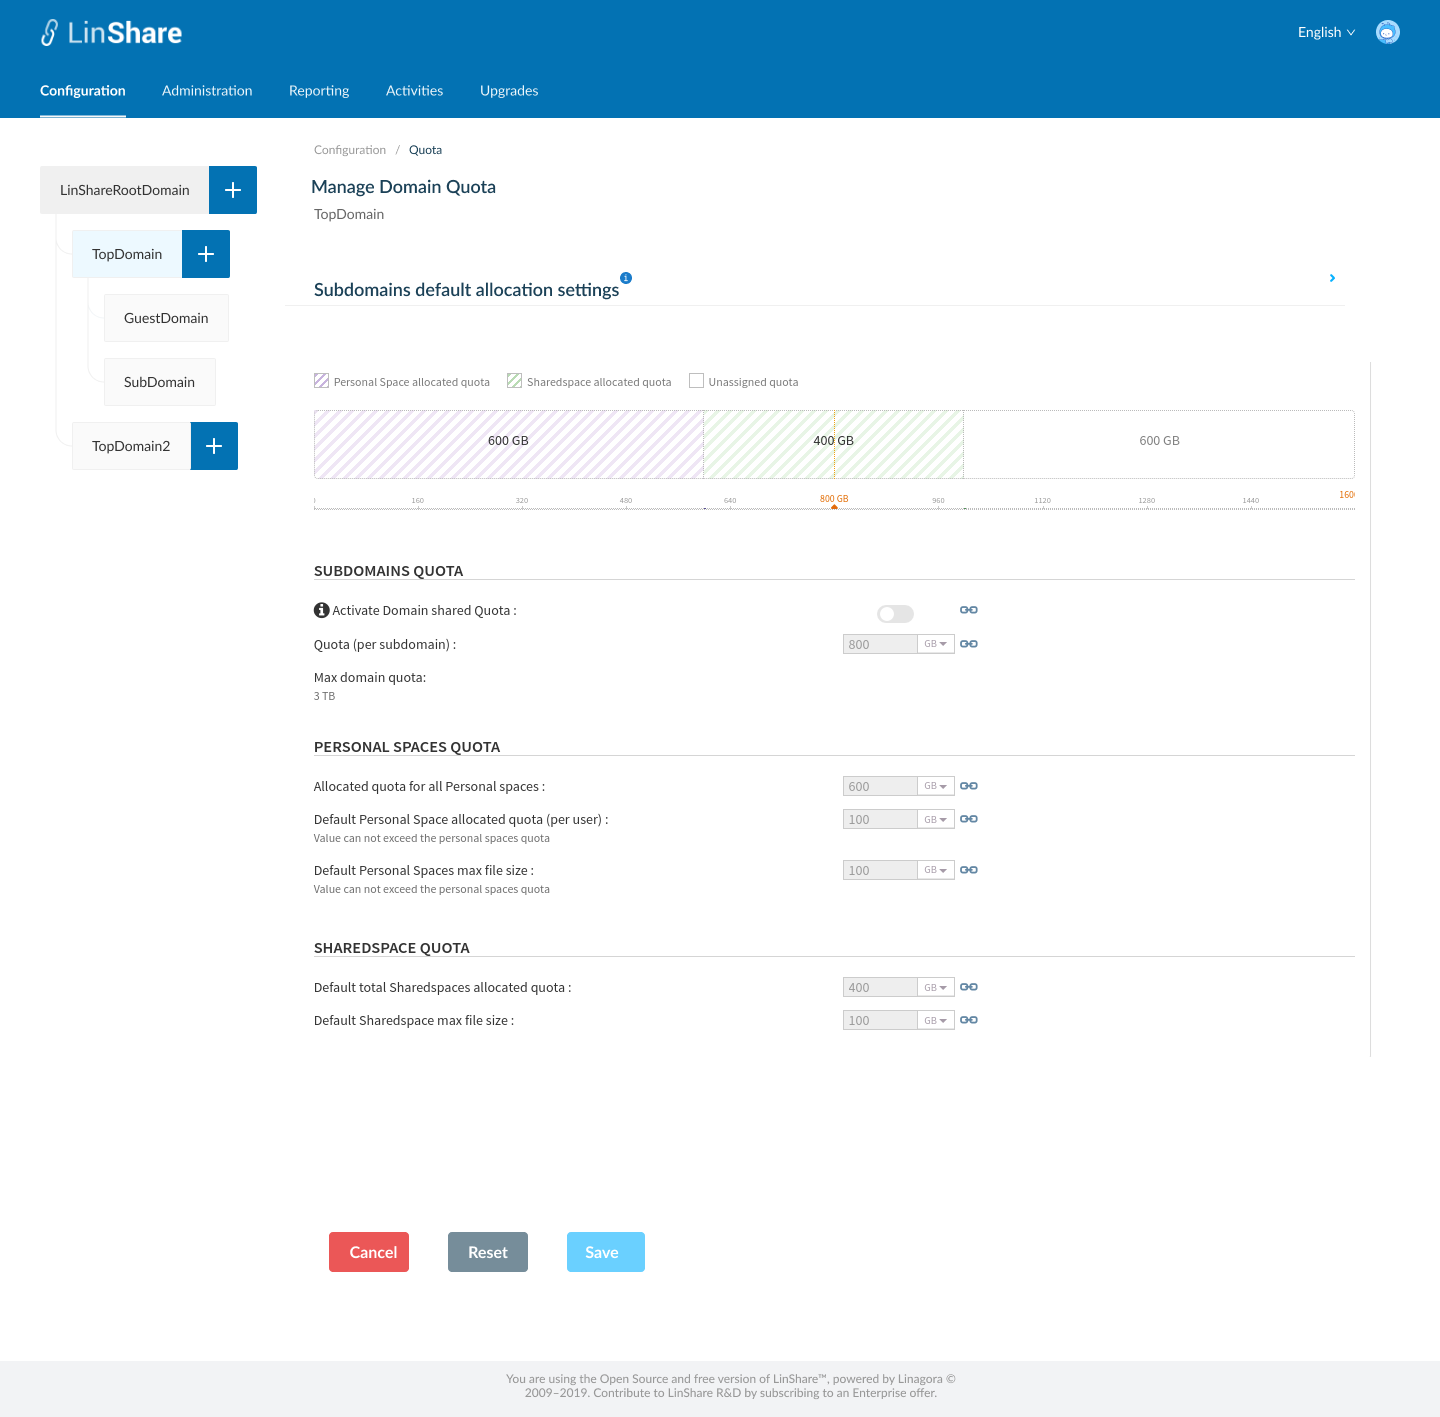 LinShare
English
Configuration Administration Reporting Activities Upgrades
Configuration / Quota
LinShareRootDomain
TopDomain
GuestDomain
SubDomain
TopDomain2
Manage Domain Quota
TopDomain
Subdomains default allocation settings
Personal Space allocated quota Sharedspace allocated quota Unassigned quota
600 GB 400 GB 600 GB
160 320 480 640 800 GB 960 1120 1280 1440
SUBDOMAINS QUOTA
Activate Domain shared Quota :
Quota (per subdomain) : 800 GB
Max domain quota:
3 TB
PERSONAL SPACES QUOTA
Allocated quota for all Personal spaces : 600 GB
Default Personal Space allocated quota (per user) : 100 GB
Value can not exceed the personal spaces quota
Default Personal Spaces max file size : 100 GB
Value can not exceed the personal spaces quota
SHAREDSPACE QUOTA
Default total Sharedspaces allocated quota : 400 GB
Default Sharedspace max file size : 100 GB
Cancel Reset Save
You are using the Open Source and free version of LinShare™, powered by Linagora ©
2009–2019. Contribute to LinShare R&D by subscribing to an Enterprise offer.